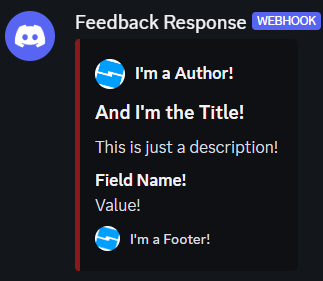 Feedback Response WEBHOOK
I'm a Author!
And I'm the Title!
This is just a description!
Field Name!
Value!
I'm a Footer!